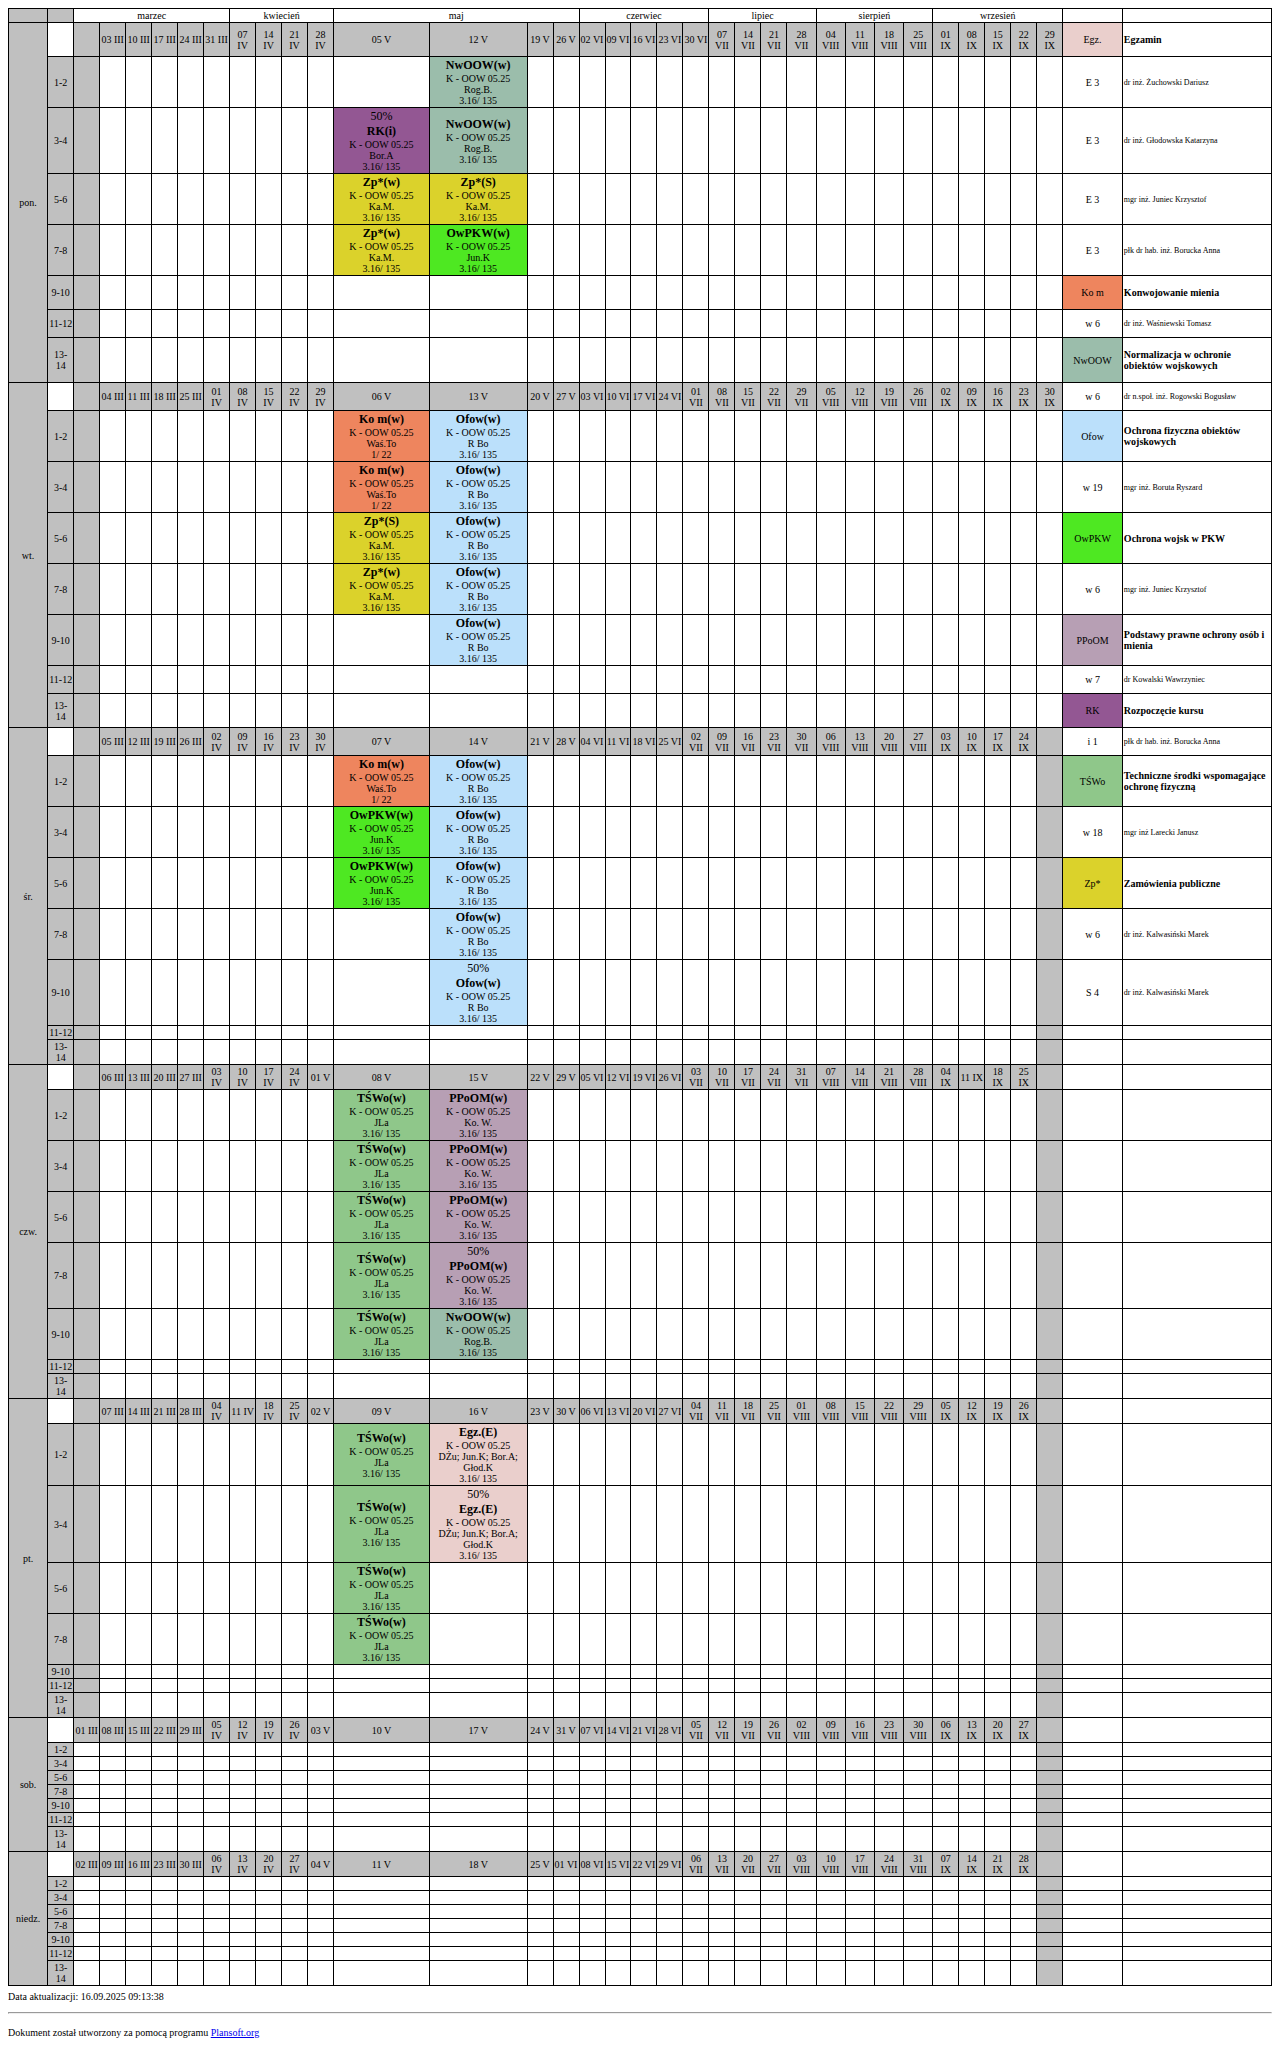 marzec kwiecień maj czerwiec lipiec sierpień wrzesień
pon. 03 III 10 III 17 III 24 III 31 III 07 IV 14 IV 21 IV 28 IV 05 V 12 V 19 V 26 V 02 VI 09 VI 16 VI 23 VI 30 VI 07 VII 14 VII 21 VII 28 VII 04 VIII 11 VIII 18 VIII 25 VIII 01 IX 08 IX 15 IX 22 IX 29 IX Egz. Egzamin
1-2 NwOOW(w) K - OOW 05.25 Rog.B. 3.16/ 135 E 3 dr inż. Żuchowski Dariusz
3-4 50% RK(i) K - OOW 05.25 Bor.A 3.16/ 135 NwOOW(w) K - OOW 05.25 Rog.B. 3.16/ 135 E 3 dr inż. Głodowska Katarzyna
5-6 Zp*(w) K - OOW 05.25 Ka.M. 3.16/ 135 Zp*(S) K - OOW 05.25 Ka.M. 3.16/ 135 E 3 mgr inż. Juniec Krzysztof
7-8 Zp*(w) K - OOW 05.25 Ka.M. 3.16/ 135 OwPKW(w) K - OOW 05.25 Jun.K 3.16/ 135 E 3 płk dr hab. inż. Borucka Anna
9-10 Ko m Konwojowanie mienia
11-12 w 6 dr inż. Waśniewski Tomasz
13-14 NwOOW Normalizacja w ochronie obiektów wojskowych
wt. 04 III 11 III 18 III 25 III 01 IV 08 IV 15 IV 22 IV 29 IV 06 V 13 V 20 V 27 V 03 VI 10 VI 17 VI 24 VI 01 VII 08 VII 15 VII 22 VII 29 VII 05 VIII 12 VIII 19 VIII 26 VIII 02 IX 09 IX 16 IX 23 IX 30 IX w 6 dr n.społ. inż. Rogowski Bogusław
1-2 Ko m(w) K - OOW 05.25 Waś.To 1/ 22 Ofow(w) K - OOW 05.25 R Bo 3.16/ 135 Ofow Ochrona fizyczna obiektów wojskowych
3-4 Ko m(w) K - OOW 05.25 Waś.To 1/ 22 Ofow(w) K - OOW 05.25 R Bo 3.16/ 135 w 19 mgr inż. Boruta Ryszard
5-6 Zp*(S) K - OOW 05.25 Ka.M. 3.16/ 135 Ofow(w) K - OOW 05.25 R Bo 3.16/ 135 OwPKW Ochrona wojsk w PKW
7-8 Zp*(w) K - OOW 05.25 Ka.M. 3.16/ 135 Ofow(w) K - OOW 05.25 R Bo 3.16/ 135 w 6 mgr inż. Juniec Krzysztof
9-10 Ofow(w) K - OOW 05.25 R Bo 3.16/ 135 PPoOM Podstawy prawne ochrony osób i mienia
11-12 w 7 dr Kowalski Wawrzyniec
13-14 RK Rozpoczęcie kursu
śr. 05 III 12 III 19 III 26 III 02 IV 09 IV 16 IV 23 IV 30 IV 07 V 14 V 21 V 28 V 04 VI 11 VI 18 VI 25 VI 02 VII 09 VII 16 VII 23 VII 30 VII 06 VIII 13 VIII 20 VIII 27 VIII 03 IX 10 IX 17 IX 24 IX i 1 płk dr hab. inż. Borucka Anna
1-2 Ko m(w) K - OOW 05.25 Waś.To 1/ 22 Ofow(w) K - OOW 05.25 R Bo 3.16/ 135 TŚWo Techniczne środki wspomagające ochronę fizyczną
3-4 OwPKW(w) K - OOW 05.25 Jun.K 3.16/ 135 Ofow(w) K - OOW 05.25 R Bo 3.16/ 135 w 18 mgr inż Larecki Janusz
5-6 OwPKW(w) K - OOW 05.25 Jun.K 3.16/ 135 Ofow(w) K - OOW 05.25 R Bo 3.16/ 135 Zp* Zamówienia publiczne
7-8 Ofow(w) K - OOW 05.25 R Bo 3.16/ 135 w 6 dr inż. Kalwasiński Marek
9-10 50% Ofow(w) K - OOW 05.25 R Bo 3.16/ 135 S 4 dr inż. Kalwasiński Marek
11-12
13-14
czw. 06 III 13 III 20 III 27 III 03 IV 10 IV 17 IV 24 IV 01 V 08 V 15 V 22 V 29 V 05 VI 12 VI 19 VI 26 VI 03 VII 10 VII 17 VII 24 VII 31 VII 07 VIII 14 VIII 21 VIII 28 VIII 04 IX 11 IX 18 IX 25 IX
1-2 TŚWo(w) K - OOW 05.25 JLa 3.16/ 135 PPoOM(w) K - OOW 05.25 Ko. W. 3.16/ 135
3-4 TŚWo(w) K - OOW 05.25 JLa 3.16/ 135 PPoOM(w) K - OOW 05.25 Ko. W. 3.16/ 135
5-6 TŚWo(w) K - OOW 05.25 JLa 3.16/ 135 PPoOM(w) K - OOW 05.25 Ko. W. 3.16/ 135
7-8 TŚWo(w) K - OOW 05.25 JLa 3.16/ 135 50% PPoOM(w) K - OOW 05.25 Ko. W. 3.16/ 135
9-10 TŚWo(w) K - OOW 05.25 JLa 3.16/ 135 NwOOW(w) K - OOW 05.25 Rog.B. 3.16/ 135
11-12
13-14
pt. 07 III 14 III 21 III 28 III 04 IV 11 IV 18 IV 25 IV 02 V 09 V 16 V 23 V 30 V 06 VI 13 VI 20 VI 27 VI 04 VII 11 VII 18 VII 25 VII 01 VIII 08 VIII 15 VIII 22 VIII 29 VIII 05 IX 12 IX 19 IX 26 IX
1-2 TŚWo(w) K - OOW 05.25 JLa 3.16/ 135 Egz.(E) K - OOW 05.25 DŻu; Jun.K; Bor.A; Głod.K 3.16/ 135
3-4 TŚWo(w) K - OOW 05.25 JLa 3.16/ 135 50% Egz.(E) K - OOW 05.25 DŻu; Jun.K; Bor.A; Głod.K 3.16/ 135
5-6 TŚWo(w) K - OOW 05.25 JLa 3.16/ 135
7-8 TŚWo(w) K - OOW 05.25 JLa 3.16/ 135
9-10
11-12
13-14
sob. 01 III 08 III 15 III 22 III 29 III 05 IV 12 IV 19 IV 26 IV 03 V 10 V 17 V 24 V 31 V 07 VI 14 VI 21 VI 28 VI 05 VII 12 VII 19 VII 26 VII 02 VIII 09 VIII 16 VIII 23 VIII 30 VIII 06 IX 13 IX 20 IX 27 IX
1-2
3-4
5-6
7-8
9-10
11-12
13-14
niedz. 02 III 09 III 16 III 23 III 30 III 06 IV 13 IV 20 IV 27 IV 04 V 11 V 18 V 25 V 01 VI 08 VI 15 VI 22 VI 29 VI 06 VII 13 VII 20 VII 27 VII 03 VIII 10 VIII 17 VIII 24 VIII 31 VIII 07 IX 14 IX 21 IX 28 IX
1-2
3-4
5-6
7-8
9-10
11-12
13-14
Data aktualizacji: 16.09.2025 09:13:38
Dokument został utworzony za pomocą programu Plansoft.org